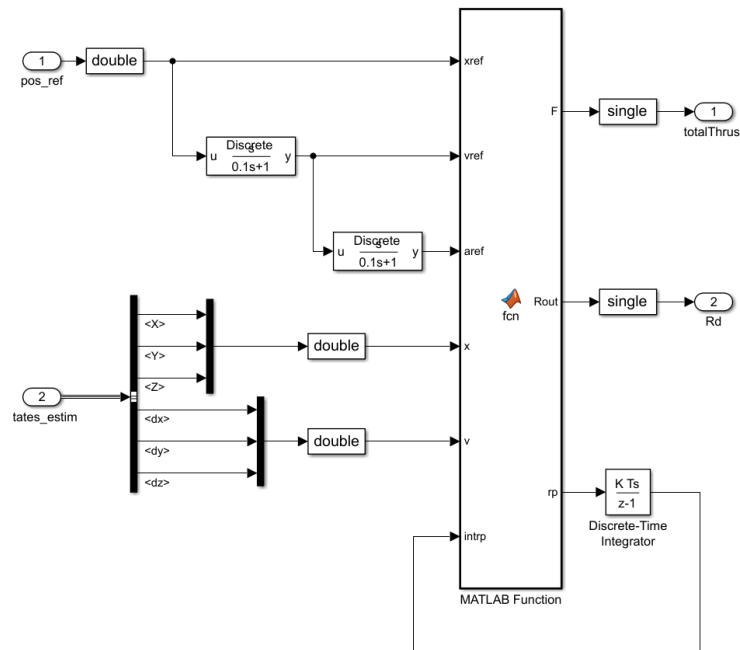 1
pos_ref
double
xref
F
single
1
totalThrus
Discrete
u
s
y
0.1s+1
vref
Discrete
u
s
y
0.1s+1
aref
fcn
Rout
single
2
Rd
<X>
<Y>
<Z>
double
x
2
tates_estim
<dx>
<dy>
<dz>
double
v
rp
K Ts
z-1
Discrete-Time
Integrator
intrp
MATLAB Function